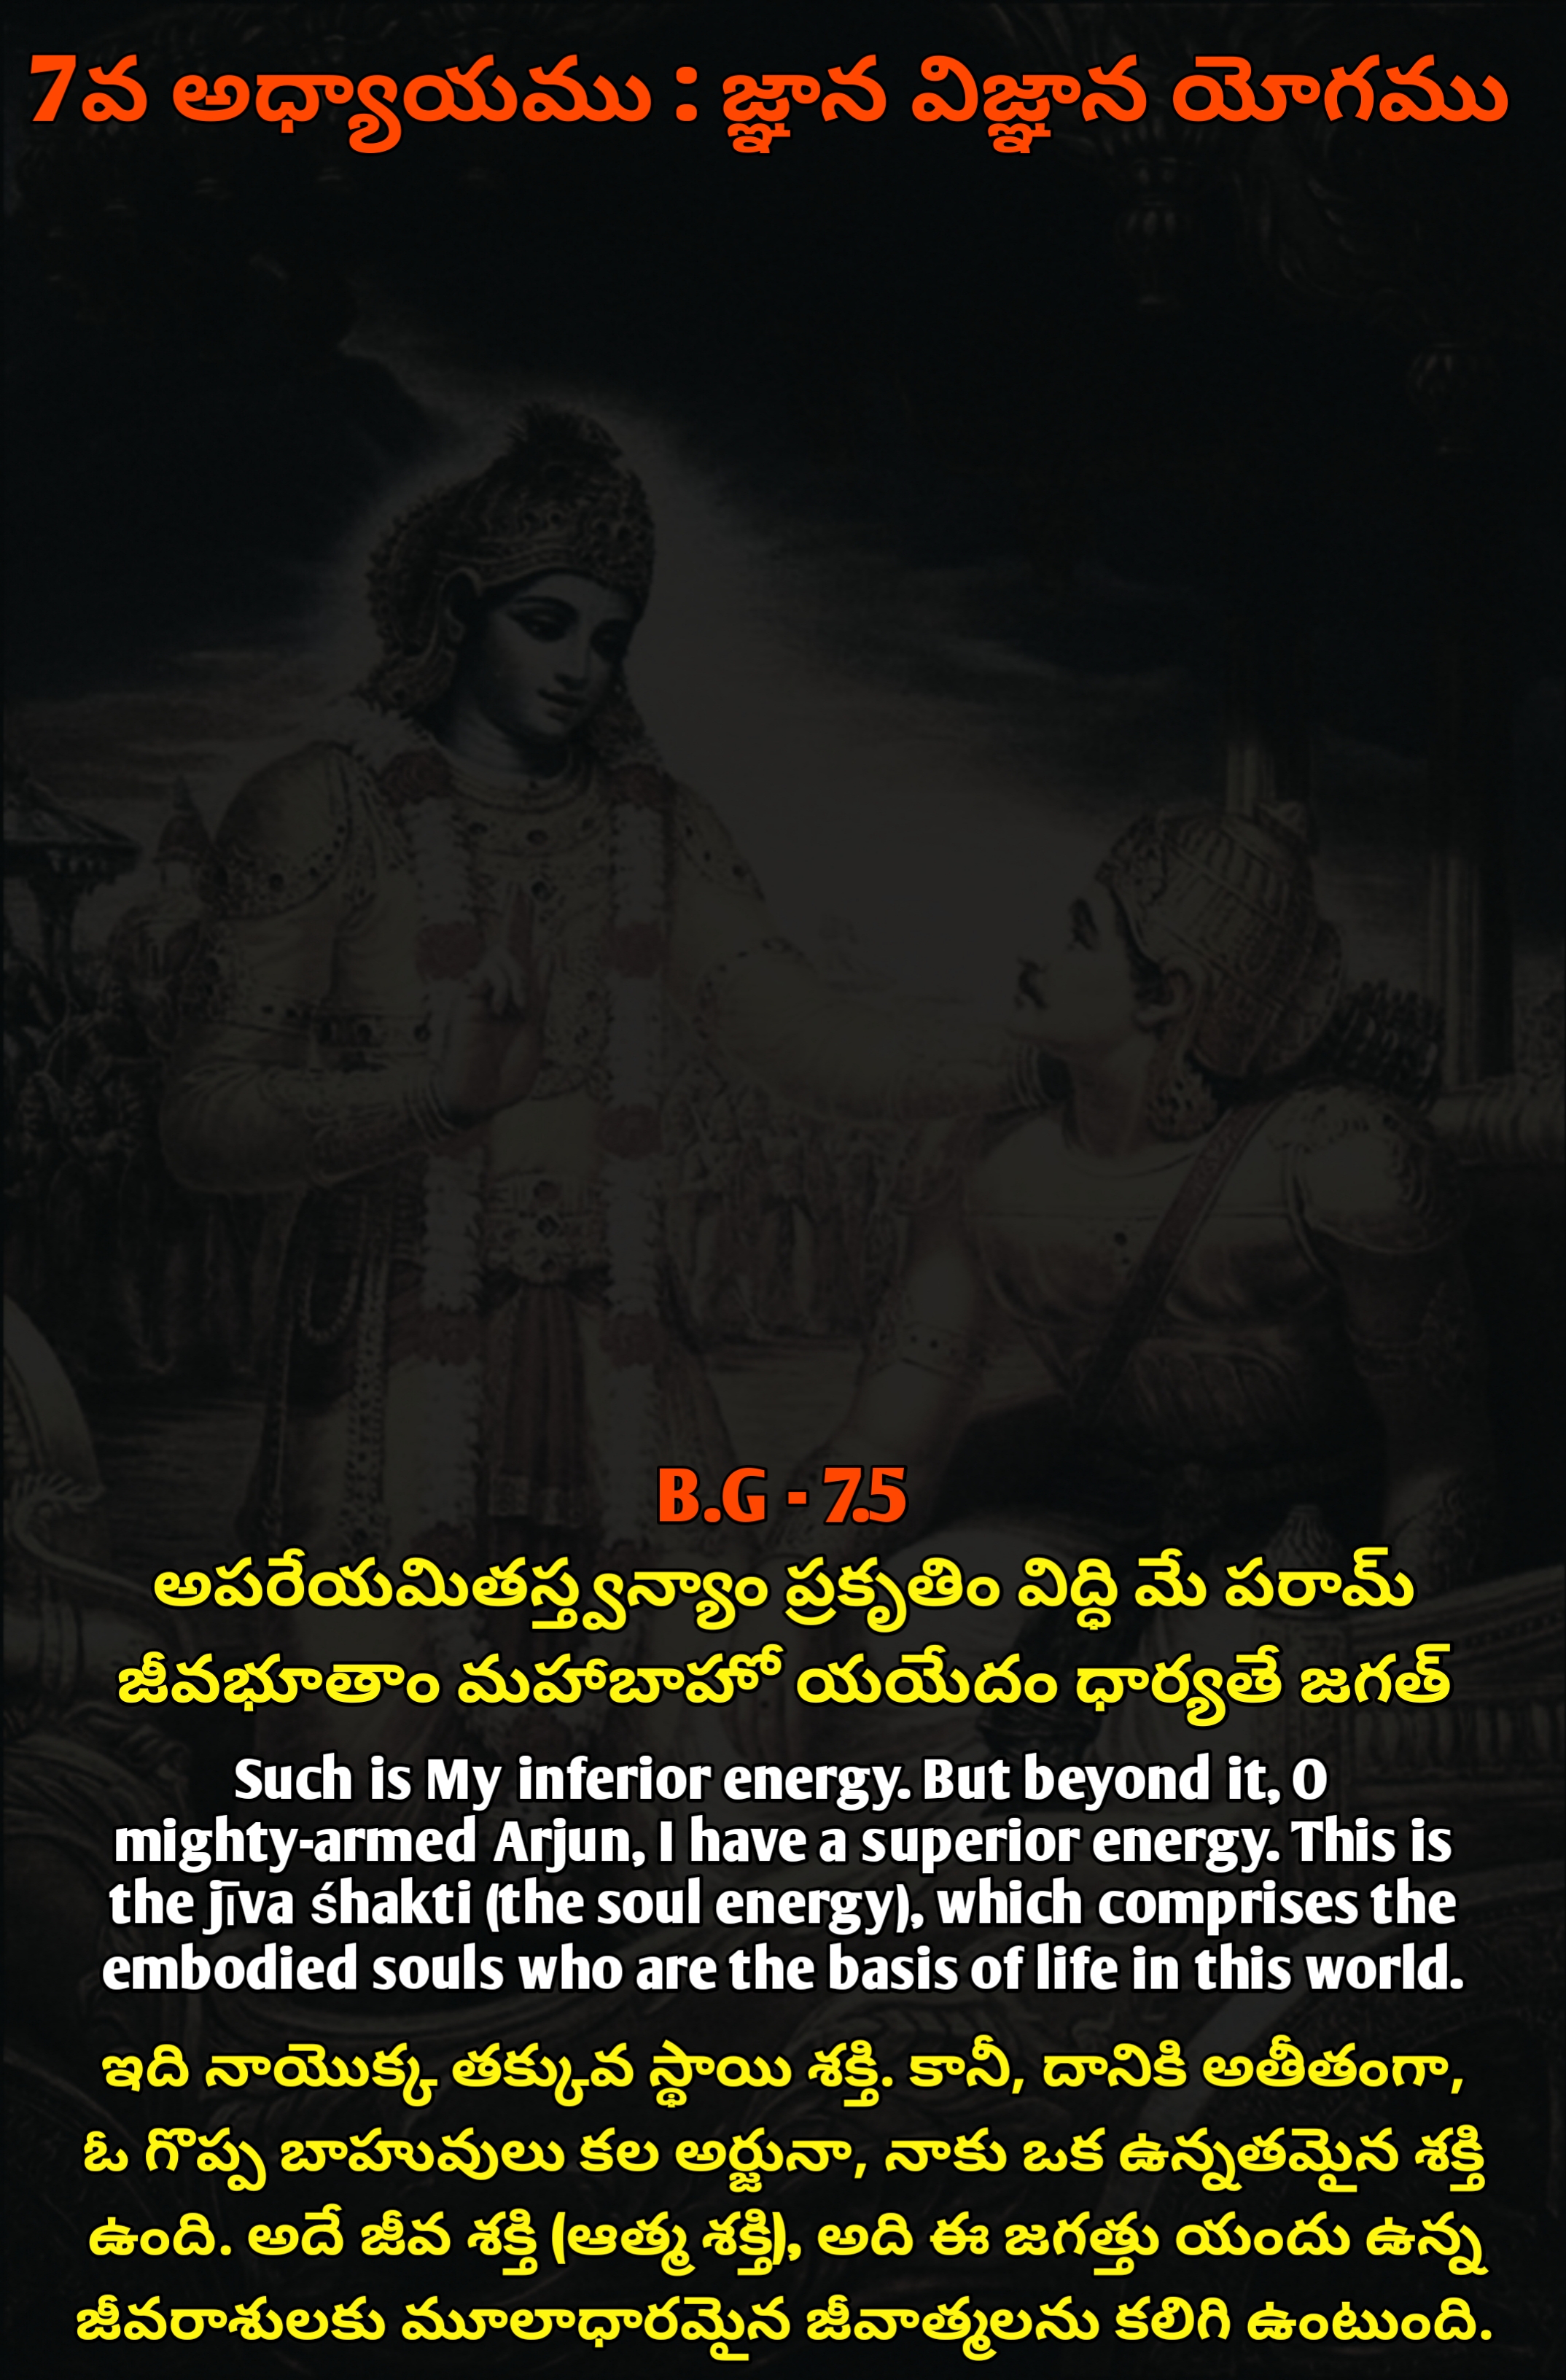 7వ అధ్యాయము : జ్ఞాన విజ్ఞాన యోగము
B.G - 7.5
అపరేయమితస్త్వన్యాం ప్రకృతిం విద్ధి మే పరామ్
జీవభూతాం మహాబాహో యయేదం ధార్యతే జగత్
Such is My inferior energy. But beyond it, O
mighty-armed Arjun, I have a superior energy. This is
the jīva śhakti (the soul energy), which comprises the
embodied souls who are the basis of life in this world.
ఇది నాయొక్క తక్కువ స్థాయి శక్తి. కానీ, దానికి అతీతంగా,
ఓ గొప్ప బాహువులు కల అర్జునా, నాకు ఒక ఉన్నతమైన శక్తి
ఉంది. అదే జీవ శక్తి (ఆత్మ శక్తి), అది ఈ జగత్తు యందు ఉన్న
జీవరాశులకు మూలాధారమైన జీవాత్మలను కలిగి ఉంటుంది.